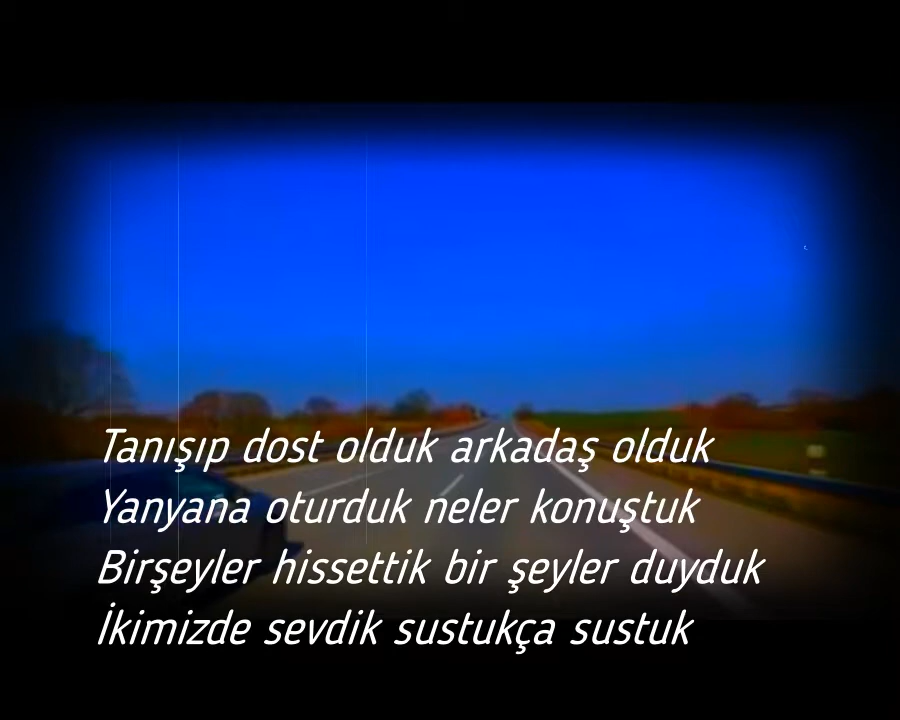 Tanışıp dost olduk arkadaş olduk
Yanyana oturduk neler konuştuk
Birşeyler hissettik bir şeyler duyduk
İkimizde sevdik sustukça sustuk